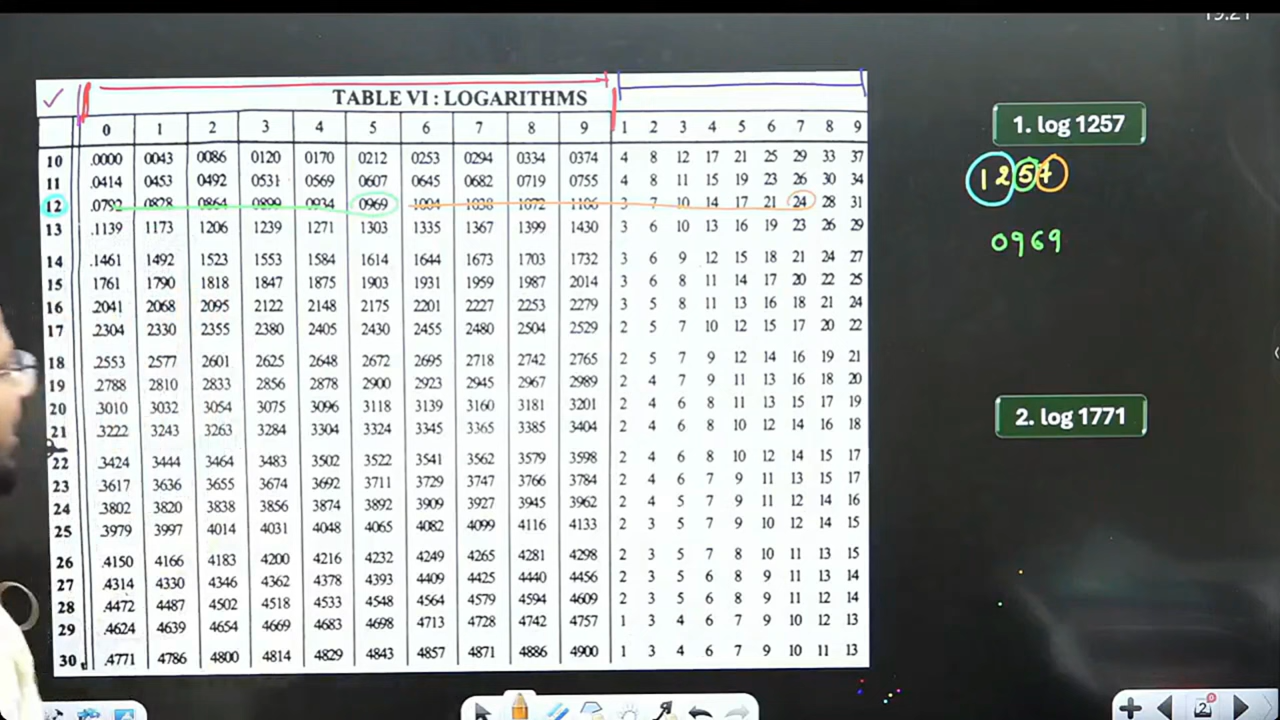 TABLE VI : LOGARITHMS
0 1 2 3 4 5 6 7 8 9 1 2 3 4 5 6 7 8 9
10 .0000 0043 0086 0120 0170 0212 0253 0294 0334 0374 4 8 12 17 21 25 29 33 37
11 .0414 0453 0492 0531 0569 0607 0645 0682 0719 0755 4 8 11 15 19 23 26 30 34
12 .0792 0828 0864 0899 0934 0969 1004 1038 1072 1106 3 7 10 14 17 21 24 28 31
13 .1139 1173 1206 1239 1271 1303 1335 1367 1399 1430 3 6 10 13 16 19 23 26 29
14 .1461 1492 1523 1553 1584 1614 1644 1673 1703 1732 3 6 9 12 15 18 21 24 27
15 1761 1790 1818 1847 1875 1903 1931 1959 1987 2014 3 6 8 11 14 17 20 22 25
16 .2041 2068 2095 2122 2148 2175 2201 2227 2253 2279 3 5 8 11 13 16 18 21 24
17 .2304 2330 2355 2380 2405 2430 2455 2480 2504 2529 2 5 7 10 12 15 17 20 22
18 .2553 2577 2601 2625 2648 2672 2695 2718 2742 2765 2 5 7 9 12 14 16 19 21
19 .2788 2810 2833 2856 2878 2900 2923 2945 2967 2989 2 4 7 9 11 13 16 18 20
20 .3010 3032 3054 3075 3096 3118 3139 3160 3181 3201 2 4 6 8 11 13 15 17 19
21 .3222 3243 3263 3284 3304 3324 3345 3365 3385 3404 2 4 6 8 10 12 14 16 18
22 .3424 3444 3464 3483 3502 3522 3541 3562 3579 3598 2 4 6 8 10 12 14 15 17
23 .3617 3636 3655 3674 3692 3711 3729 3747 3766 3784 2 4 6 7 9 11 13 15 17
24 .3802 3820 3838 3856 3874 3892 3909 3927 3945 3962 2 4 5 7 9 11 12 14 16
25 .3979 3997 4014 4031 4048 4065 4082 4099 4116 4133 2 3 5 7 9 10 12 14 15
26 .4150 4166 4183 4200 4216 4232 4249 4265 4281 4298 2 3 5 7 8 10 11 13 15
27 .4314 4330 4346 4362 4378 4393 4409 4425 4440 4456 2 3 5 6 8 9 11 13 14
28 .4472 4487 4502 4518 4533 4548 4564 4579 4594 4609 2 3 5 6 8 9 11 12 14
29 .4624 4639 4654 4669 4683 4698 4713 4728 4742 4757 1 3 4 6 7 9 10 12 13
30 .4771 4786 4800 4814 4829 4843 4857 4871 4886 4900 1 3 4 6 7 9 10 11 13
1. log 1257
1257
0969
2. log 1771
2